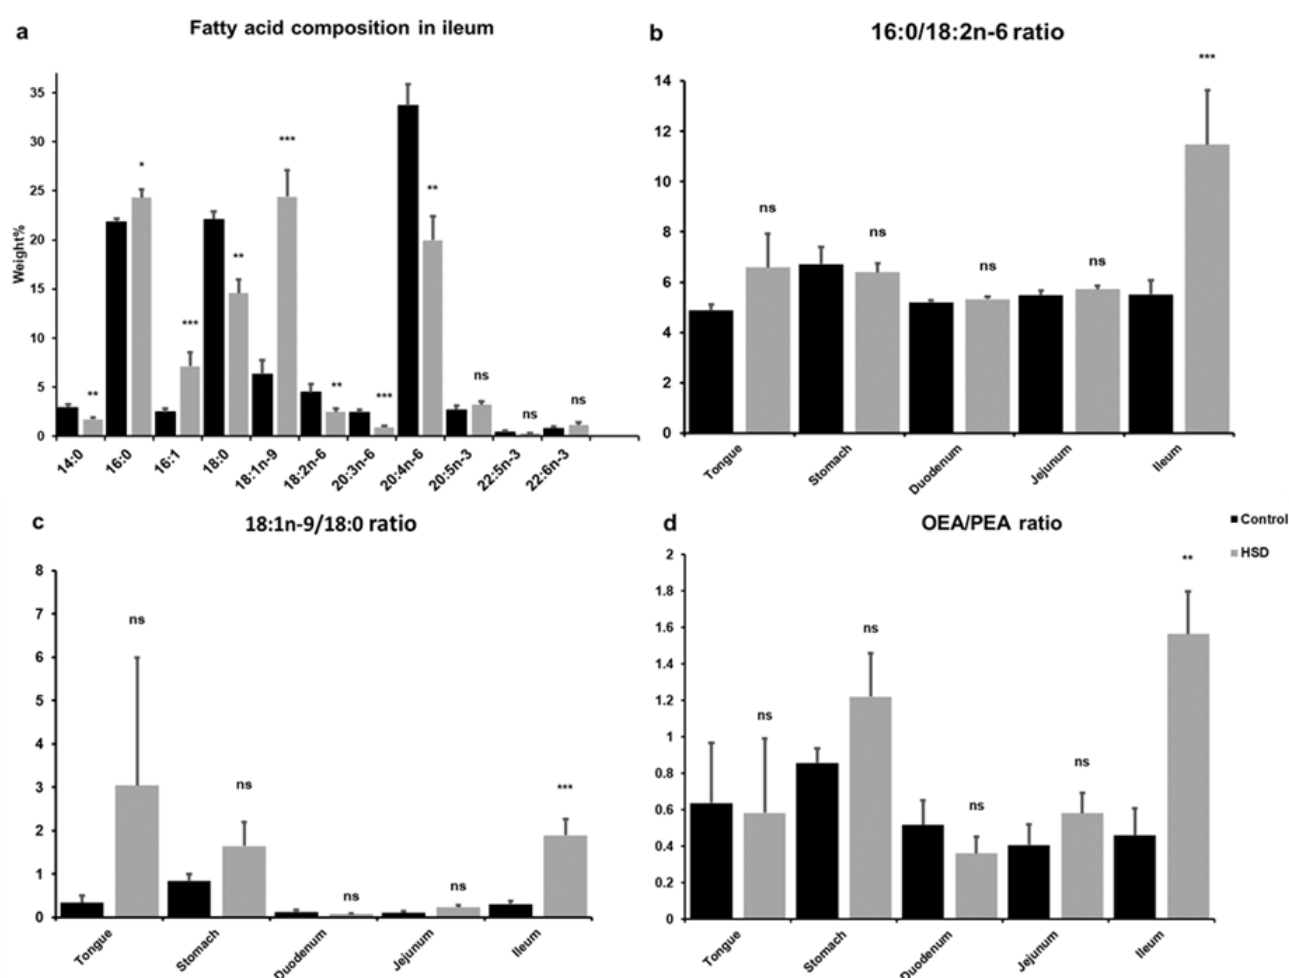 a
Fatty acid composition in ileum
Weight%
35
30
25
20
15
10
5
0
**
*
***
**
***
**
***
**
ns
ns
ns
14:0
16:0
16:1
18:0
18:1n-9
18:2n-6
20:3n-6
20:4n-6
20:5n-3
22:5n-3
22:6n-3
b
16:0/18:2n-6 ratio
14
12
10
8
6
4
2
0
ns
ns
ns
ns
***
Tongue
Stomach
Duodenum
Jejunum
Ileum
c
18:1n-9/18:0 ratio
8
7
6
5
4
3
2
1
0
ns
ns
ns
ns
***
Tongue
Stomach
Duodenum
Jejunum
Ileum
d
OEA/PEA ratio
2
1.8
1.6
1.4
1.2
1
0.8
0.6
0.4
0.2
0
ns
ns
ns
ns
**
Tongue
Stomach
Duodenum
Jejunum
Ileum
Control
HSD